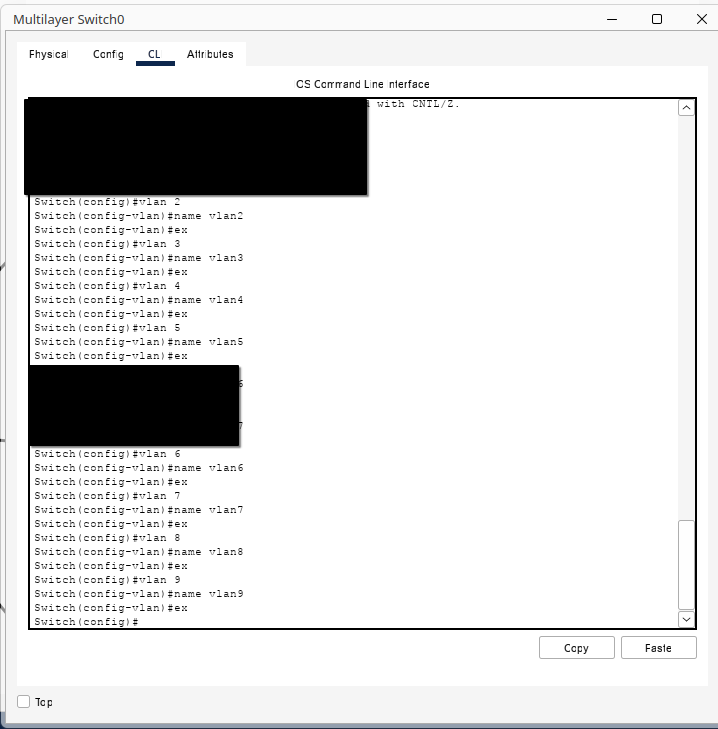 Multilayer Switch0
Physical Config CL Attributes
OS Command Line Interface
with CNTL/Z.
Switch(config)#vlan 2
Switch(config-vlan)#name vlan2
Switch(config-vlan)#ex
Switch(config)#vlan 3
Switch(config-vlan)#name vlan3
Switch(config-vlan)#ex
Switch(config)#vlan 4
Switch(config-vlan)#name vlan4
Switch(config-vlan)#ex
Switch(config)#vlan 5
Switch(config-vlan)#name vlan5
Switch(config-vlan)#ex
6
7
Switch(config)#vlan 6
Switch(config-vlan)#name vlan6
Switch(config-vlan)#ex
Switch(config)#vlan 7
Switch(config-vlan)#name vlan7
Switch(config-vlan)#ex
Switch(config)#vlan 8
Switch(config-vlan)#name vlan8
Switch(config-vlan)#ex
Switch(config)#vlan 9
Switch(config-vlan)#name vlan9
Switch(config-vlan)#ex
Switch(config)#
Copy Paste
Top